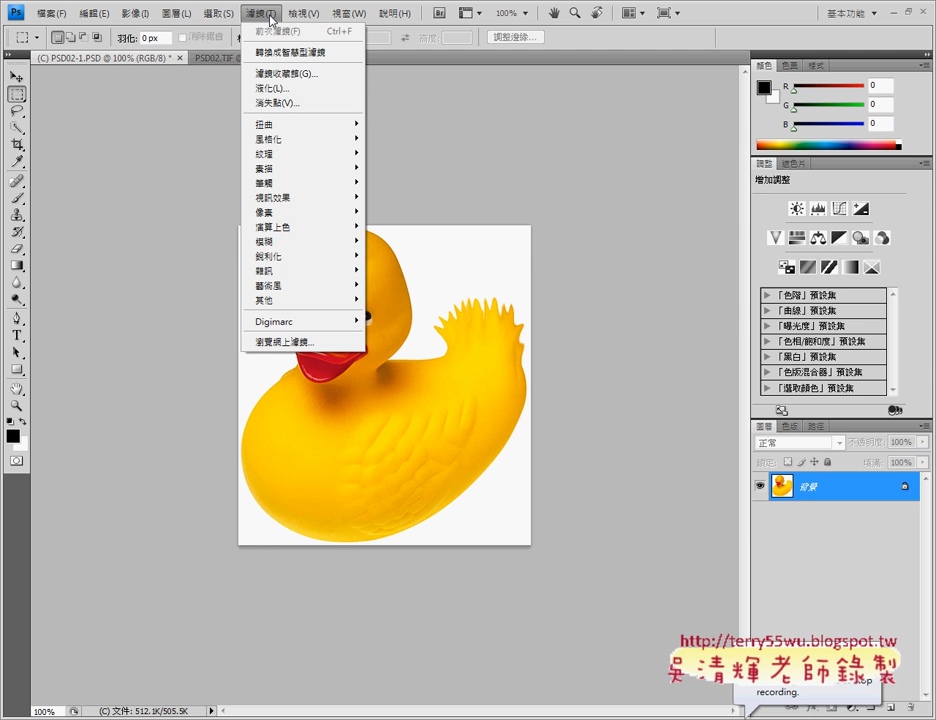 Ps 檔案(F) 編輯(E) 影像(I) 圖層(L) 選取(S) 濾鏡(T) 檢視(V) 視窗(W) 說明(H) Br 100% 基本功能
羽化: 0 px 消除鋸齒 高度: 調整邊緣...
(C) PSD02-1.PSD @ 100% (RGB/8) * × PSD02.TIF
前次濾鏡(F) Ctrl+F
轉換成智慧型濾鏡
濾鏡收藏館(G)...
液化(L)...
消失點(V)...
扭曲
風格化
紋理
素描
筆觸
視訊效果
像素
演算上色
模糊
銳利化
雜訊
藝術風
其他
Digimarc
瀏覽網上濾鏡...
顏色 色票 樣式
R 0
G 0
B 0
調整 遮色片
增加調整
「色階」預設集
「曲線」預設集
「曝光度」預設集
「色相/飽和度」預設集
「黑白」預設集
「色版混合器」預設集
「選取顏色」預設集
圖層 色版 路徑
正常 不透明度: 100%
鎖定: 填滿: 100%
背景
http://terry55wu.blogspot.tw
吳清輝老師錄製
recording.
100% (C) 文件: 512.1K/505.5K